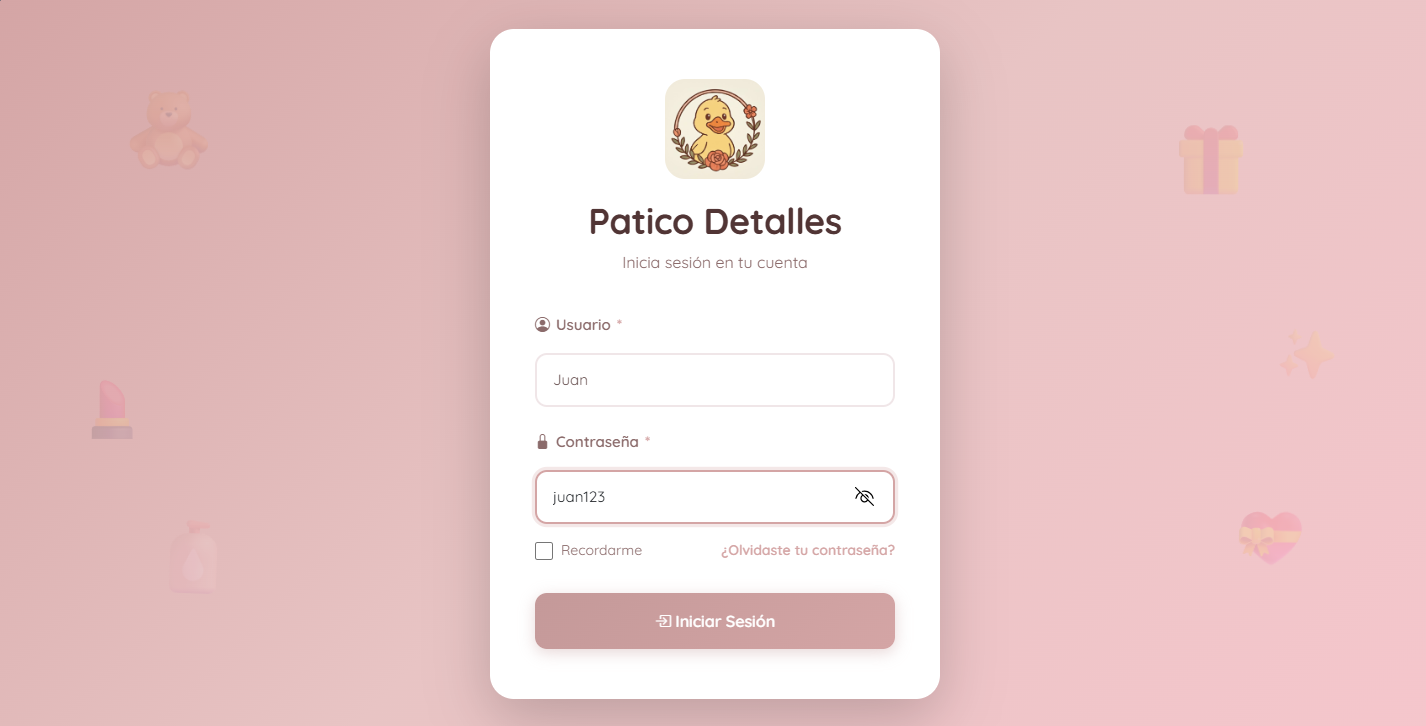 Patico Detalles
Inicia sesión en tu cuenta
Usuario *
Juan
Contraseña *
juan123
Recordarme
¿Olvidaste tu contraseña?
Iniciar Sesión